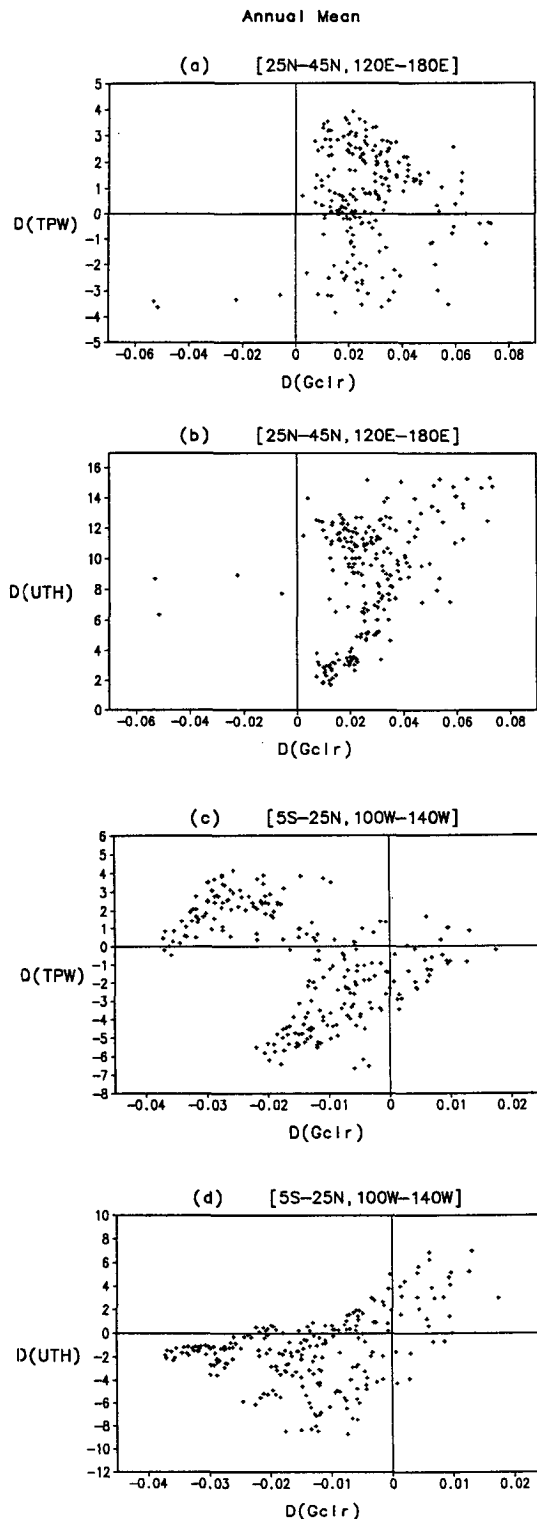 Annual Mean
(a) [25N-45N, 120E-180E]
5
4
3
2
1
0
-1
-2
-3
-4
-5
D(TPW)
-0.06 -0.04 -0.02 0 0.02 0.04 0.06 0.08
D(Gclr)
(b) [25N-45N, 120E-180E]
16
14
12
10
8
6
4
2
0
D(UTH)
-0.06 -0.04 -0.02 0 0.02 0.04 0.06 0.08
D(Gclr)
(c) [5S-25N, 100W-140W]
6
5
4
3
2
1
0
-1
-2
-3
-4
-5
-6
-7
-8
D(TPW)
-0.04 -0.03 -0.02 -0.01 0 0.01 0.02
D(Gclr)
(d) [5S-25N, 100W-140W]
10
8
6
4
2
0
-2
-4
-6
-8
-10
-12
D(UTH)
-0.04 -0.03 -0.02 -0.01 0 0.01 0.02
D(Gclr)